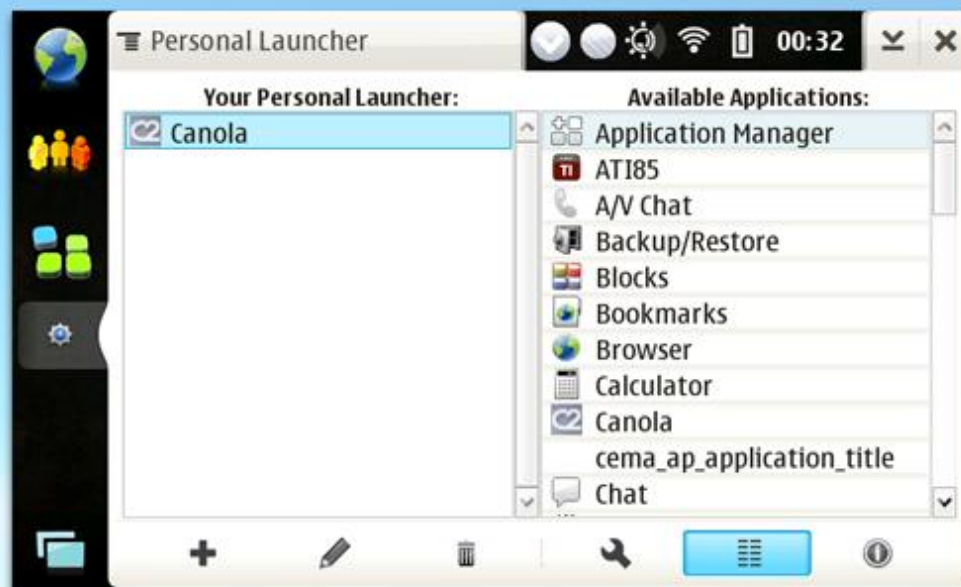 Personal Launcher
00:32
Your Personal Launcher:
Canola
Available Applications:
Application Manager
TI
ATI85
A/V Chat
Backup/Restore
Blocks
Bookmarks
Browser
Calculator
Canola
cema_ap_application_title
Chat